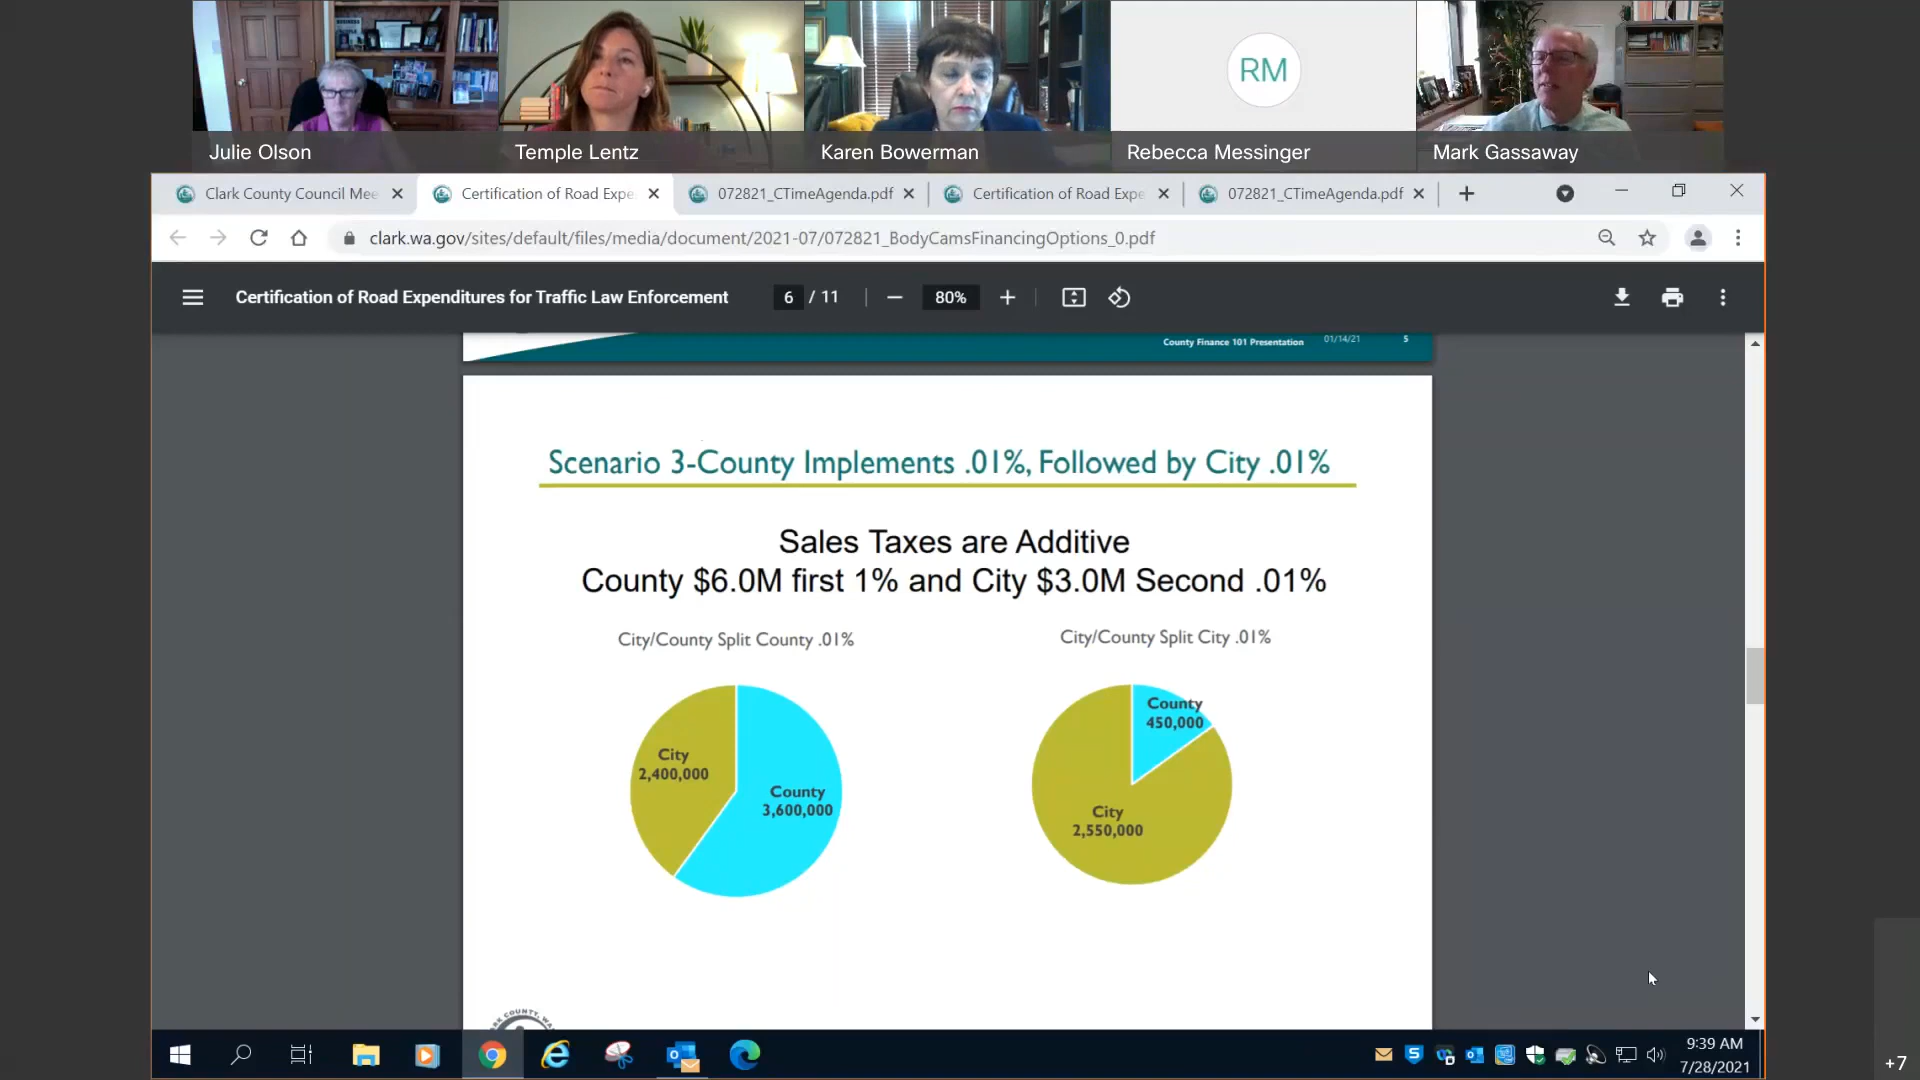 Julie Olson
Temple Lentz
Karen Bowerman
RM
Rebecca Messinger
Mark Gassaway
Clark County Council Mee
Certification of Road Expe
072821_CTimeAgenda.pdf
Certification of Road Expe
072821_CTimeAgenda.pdf
clark.wa.gov/sites/default/files/media/document/2021-07/072821_BodyCamsFinancingOptions_0.pdf
Certification of Road Expenditures for Traffic Law Enforcement
6 / 11
80%
County Finance 101 Presentation 01/14/21 5
Scenario 3-County Implements .01%, Followed by City .01%
Sales Taxes are Additive
County $6.0M first 1% and City $3.0M Second .01%
City/County Split County .01%
City
2,400,000
County
3,600,000
City/County Split City .01%
County
450,000
City
2,550,000
9:39 AM
7/28/2021
+7